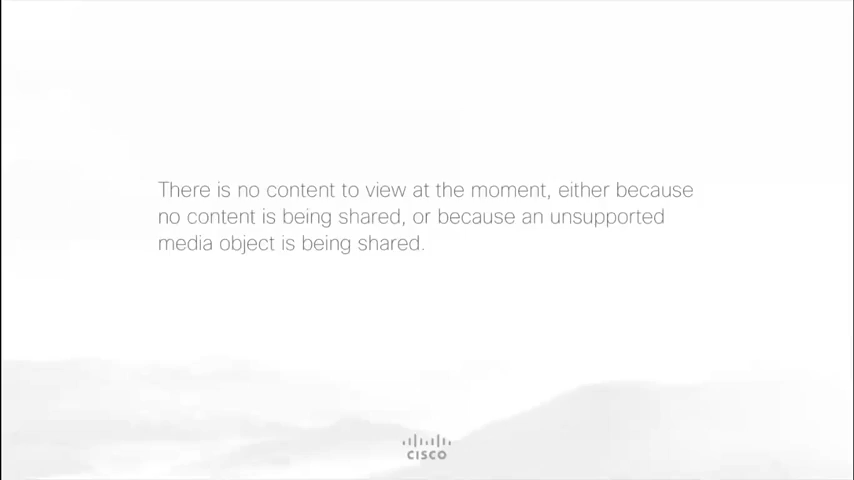 There is no content to view at the moment, either because
no content is being shared, or because an unsupported
media object is being shared.
CISCO